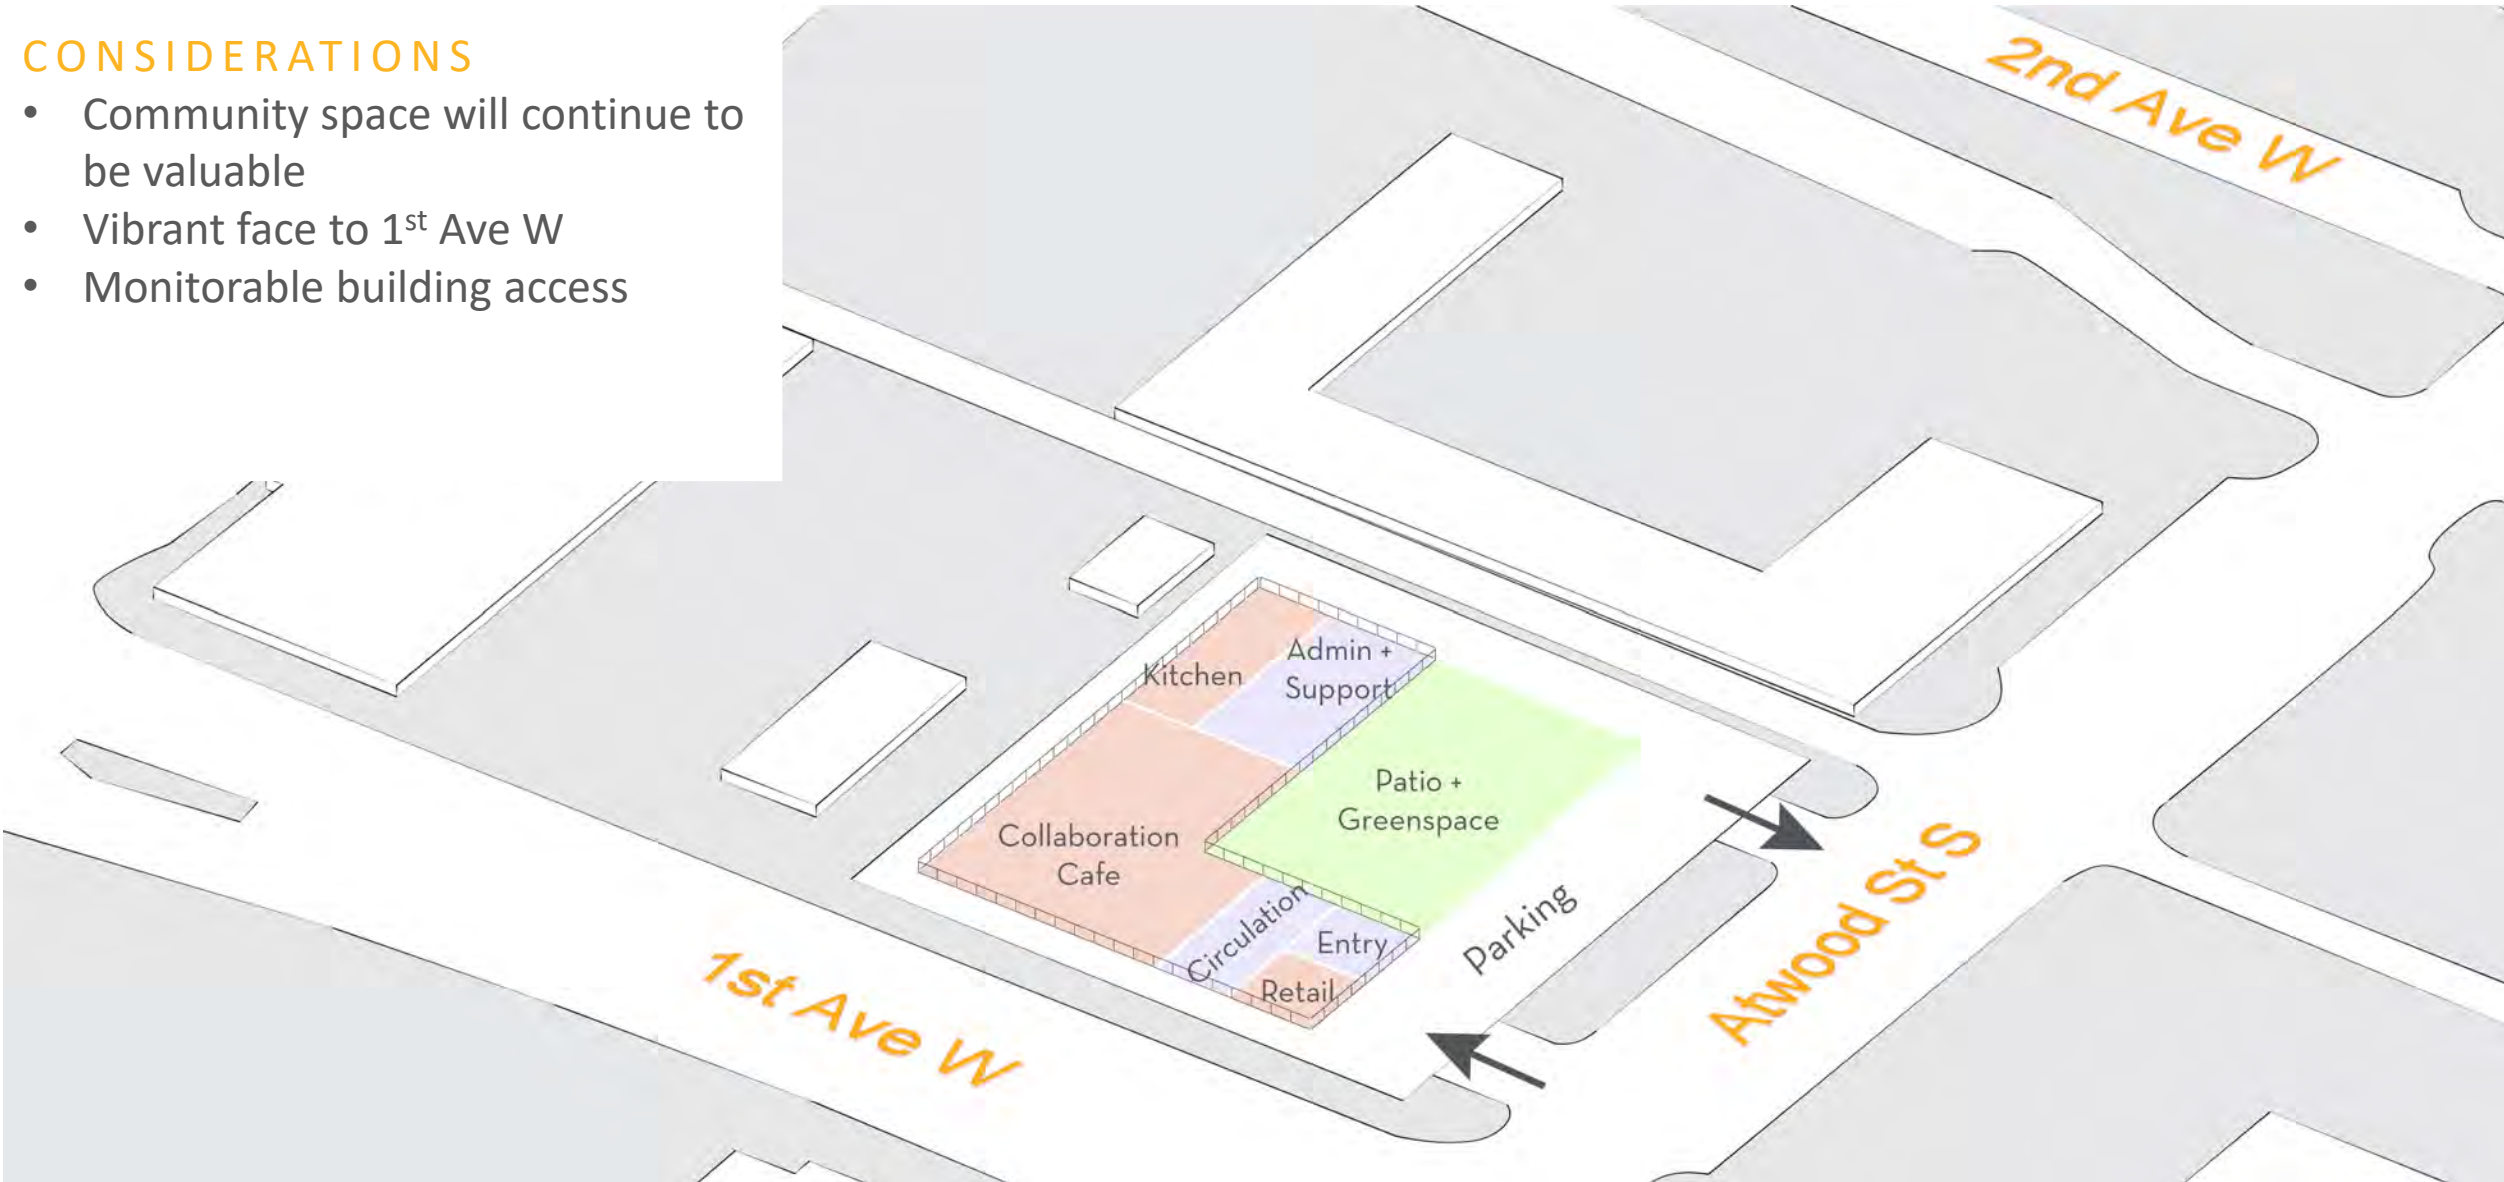 CONSIDERATIONS
• Community space will continue to
be valuable
• Vibrant face to 1st Ave W
• Monitorable building access
2nd Ave W
Admin +
Support
Kitchen
Patio +
Greenspace
Collaboration
Cafe
Circulation
Entry
Retail
Parking
Atwood St S
1st Ave W